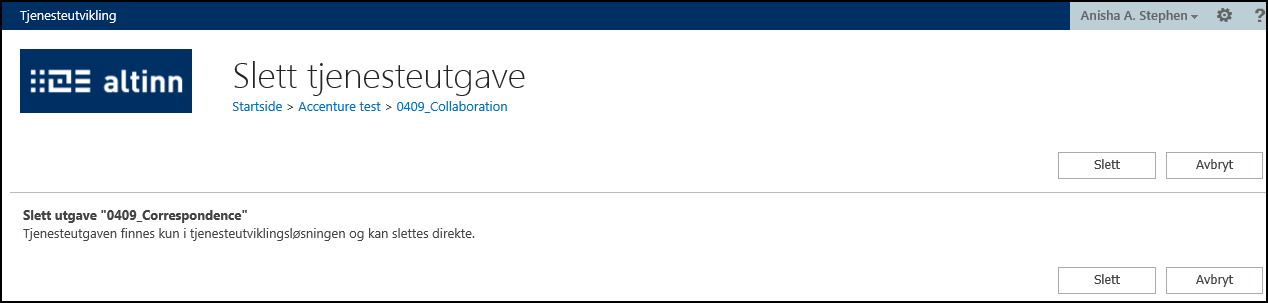 Tjenesteutvikling
Anisha A. Stephen
?
altinn
Slett tjenesteutgave
Startside > Accenture test > 0409_Collaboration
Slett Avbryt
Slett utgave "0409_Correspondence"
Tjenesteutgaven finnes kun i tjenesteutviklingsløsningen og kan slettes direkte.
Slett Avbryt